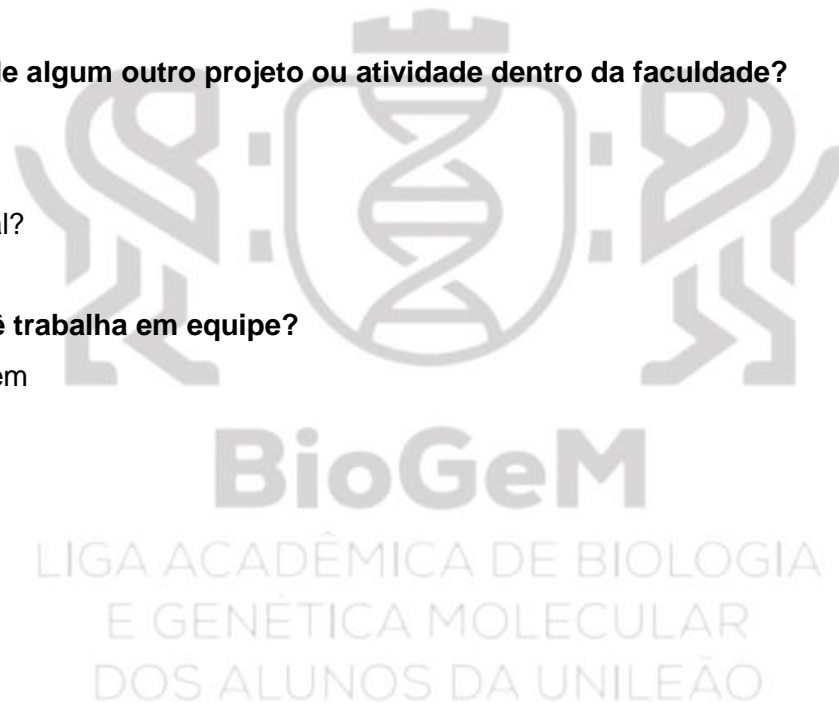 de algum outro projeto ou atividade dentro da faculdade?
al?
ê trabalha em equipe?
em
BioGeM
LIGA ACADÊMICA DE BIOLOGIA
E GENÉTICA MOLECULAR
DOS ALUNOS DA UNILEÃO